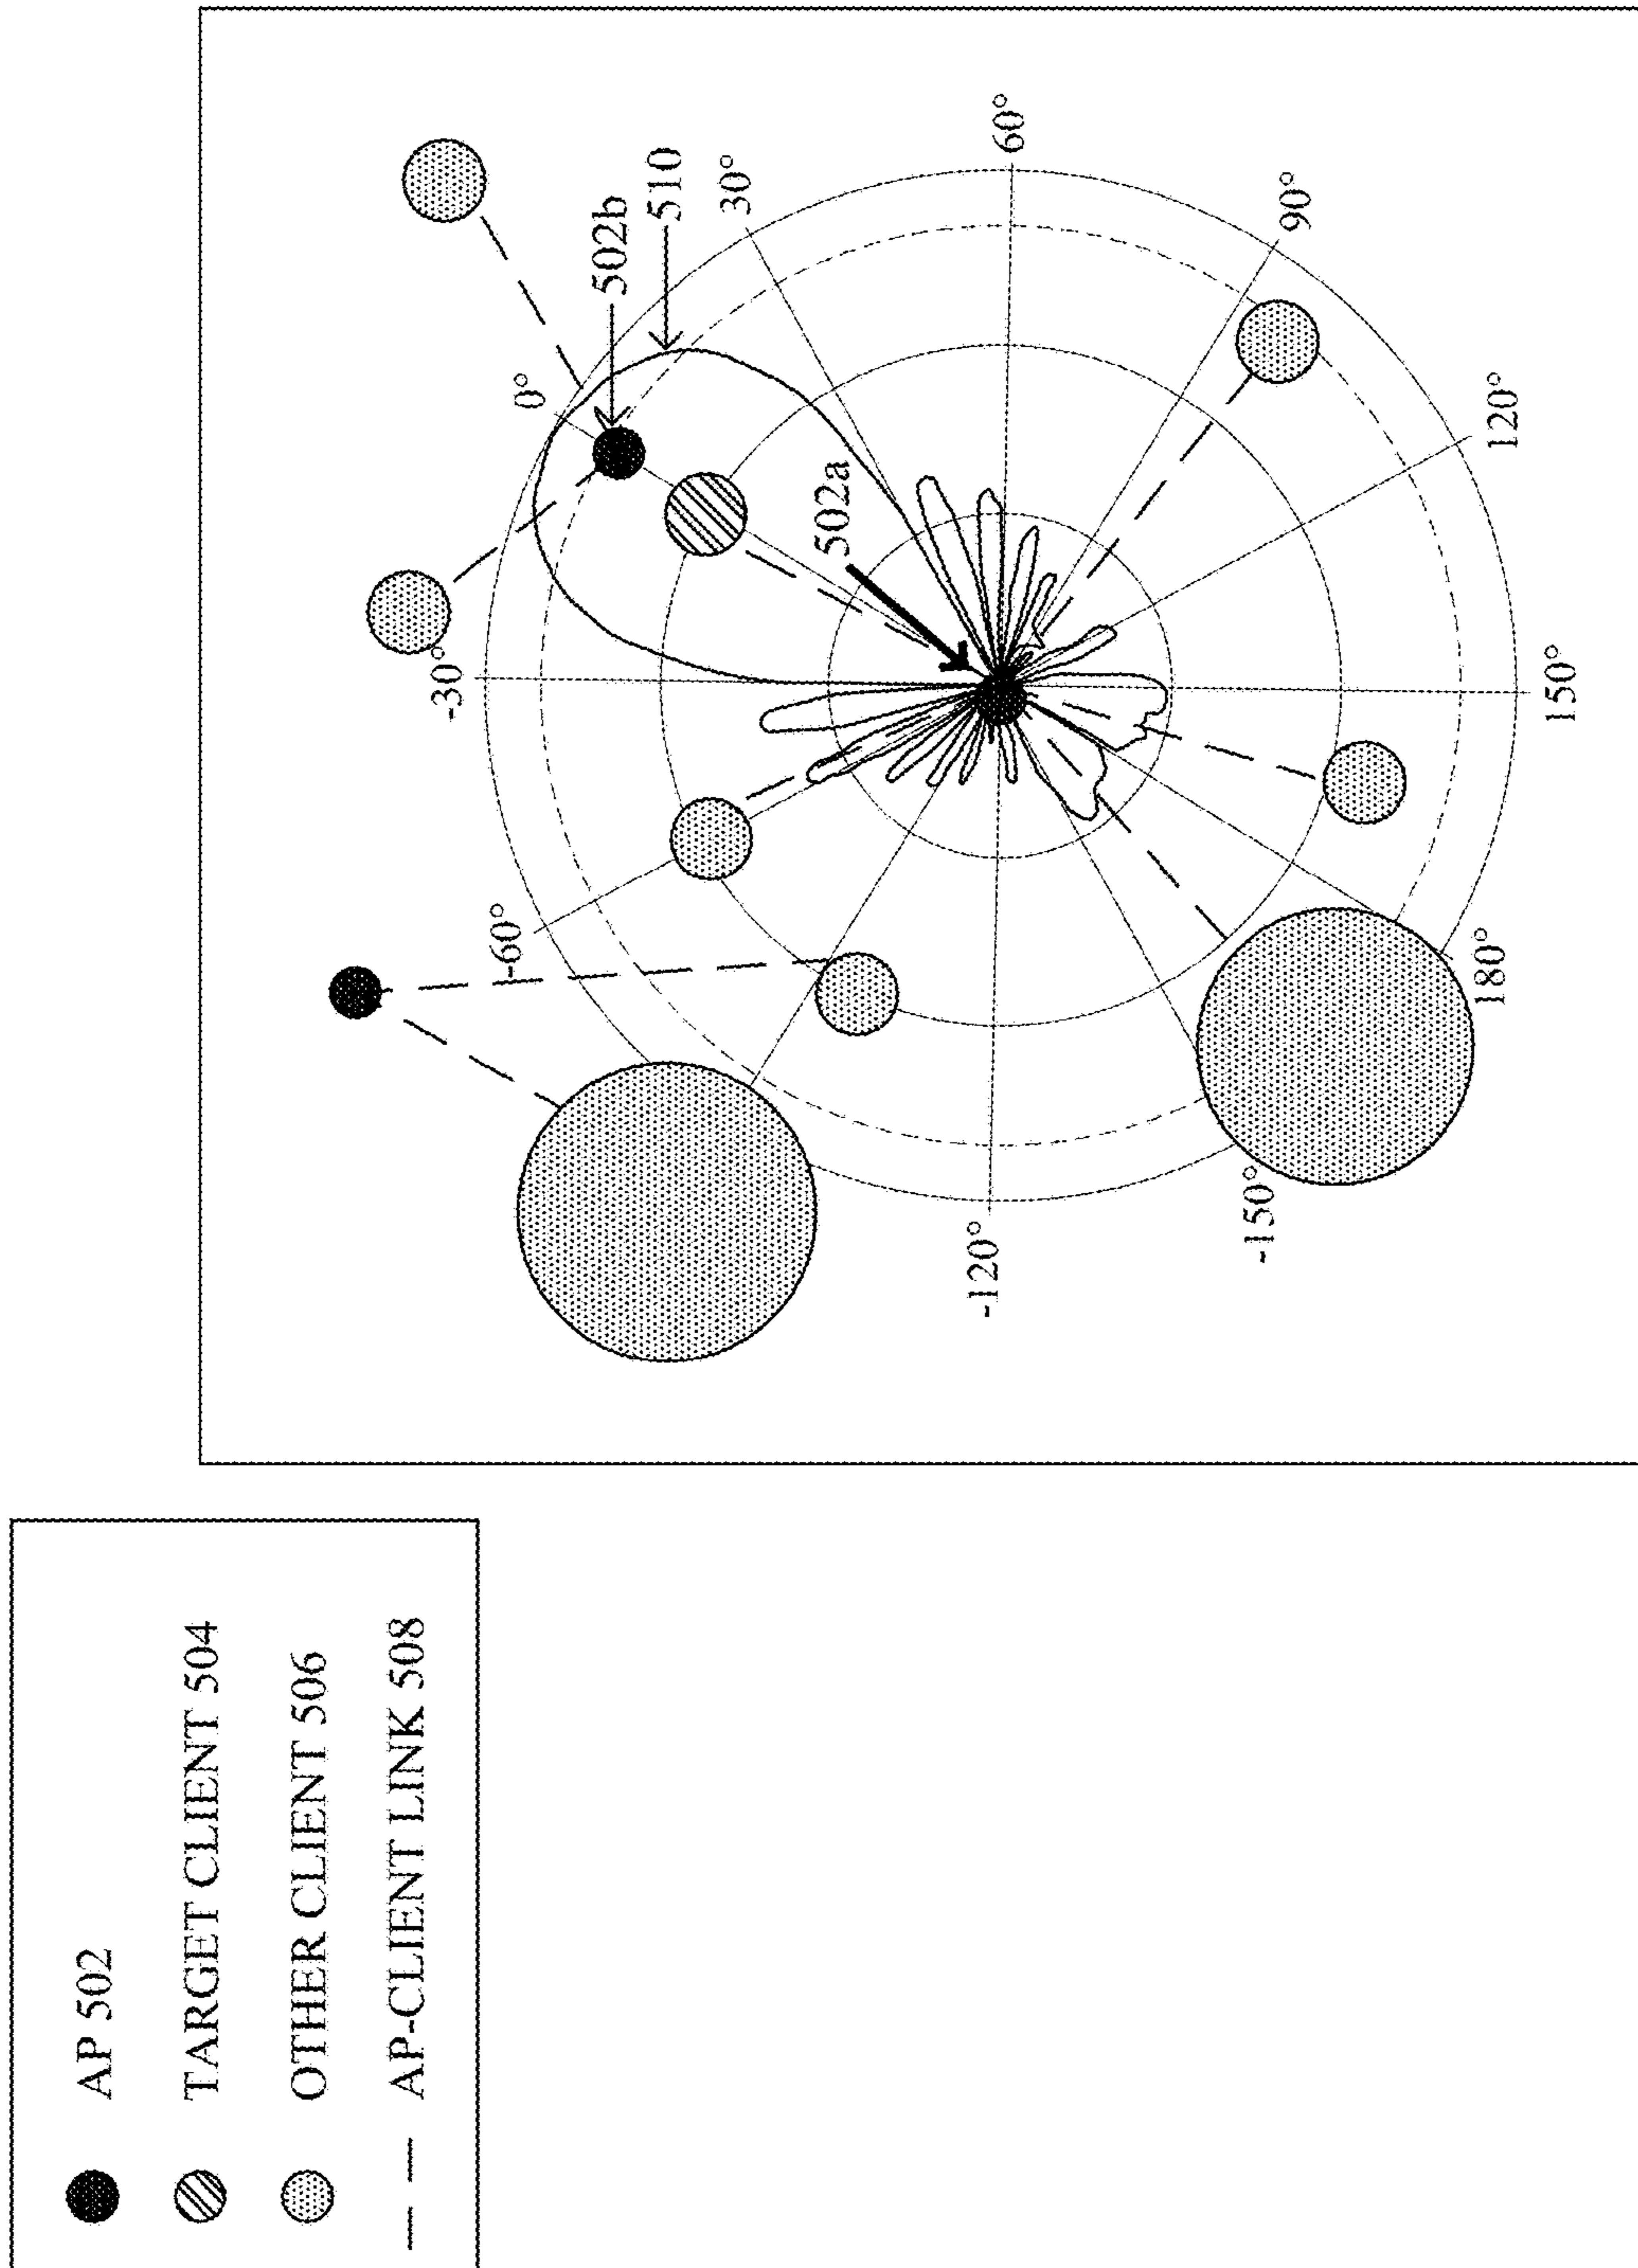 AP 502
TARGET CLIENT 504
OTHER CLIENT 506
AP-CLIENT LINK 508
502b
510
502a
0°
30°
60°
90°
120°
150°
180°
-150°
-120°
-60°
-30°